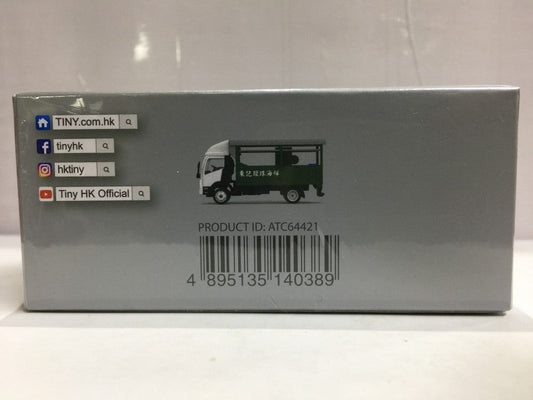 TINY.com.hk
tinyhk
hktiny
Tiny HK Official
PRODUCT ID: ATC64421
4 895135 140389